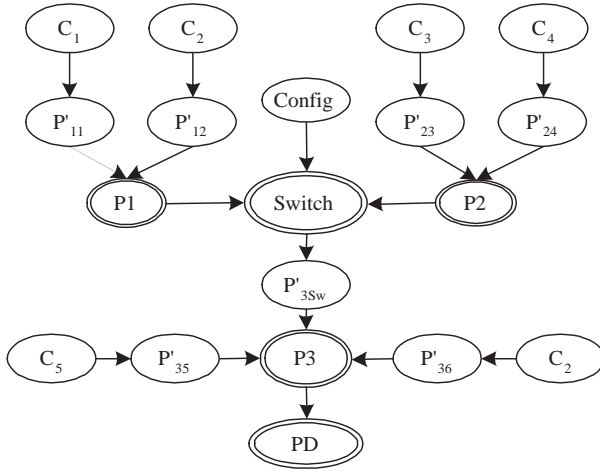 C1 C2 C3 C4
Config
P'11 P'12 P'23 P'24
P1 Switch P2
P'3Sw
C5 P'35 P3 P'36 C2
PD